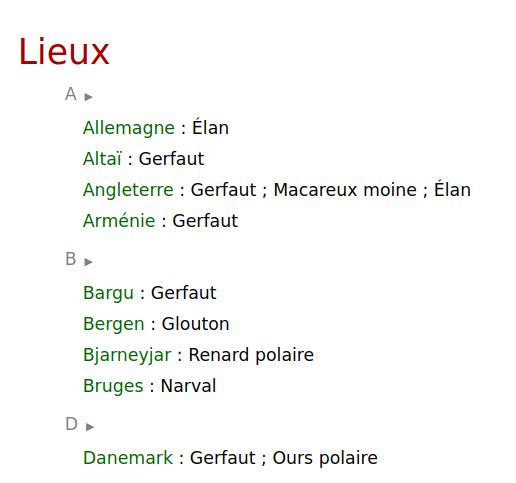 Lieux
A ▸
Allemagne : Élan
Altaï : Gerfaut
Angleterre : Gerfaut ; Macareux moine ; Élan
Arménie : Gerfaut
B ▸
Bargu : Gerfaut
Bergen : Glouton
Bjarneyjar : Renard polaire
Bruges : Narval
D ▸
Danemark : Gerfaut ; Ours polaire